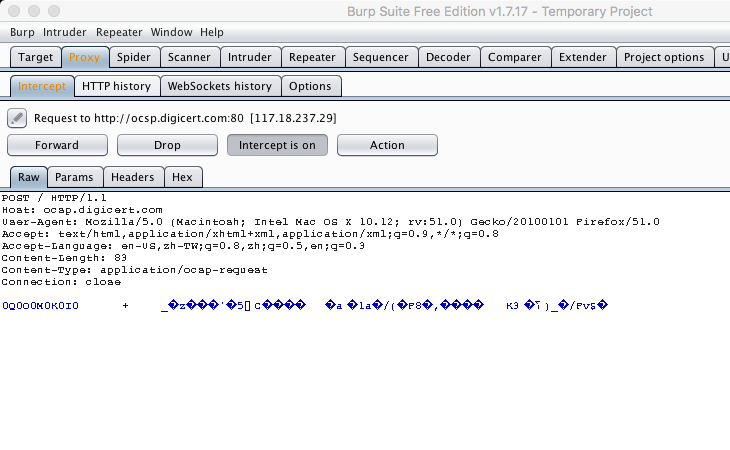 Burp Suite Free Edition v1.7.17 - Temporary Project
Burp Intruder Repeater Window Help
Target Proxy Spider Scanner Intruder Repeater Sequencer Decoder Comparer Extender Project options U
Intercept HTTP history WebSockets history Options
Request to http://ocsp.digicert.com:80 [117.18.237.29]
Forward Drop Intercept is on Action
Raw Params Headers Hex
POST / HTTP/1.1
Host: ocsp.digicert.com
User-Agent: Mozilla/5.0 (Macintosh; Intel Mac OS X 10.12; rv:51.0) Gecko/20100101 Firefox/51.0
Accept: text/html,application/xhtml+xml,application/xml;q=0.9,*/*;q=0.8
Accept-Language: en-US,zh-TW;q=0.8,zh;q=0.5,en;q=0.3
Content-Length: 83
Content-Type: application/ocsp-request
Connection: close
0Q0O0M0K0I0 +